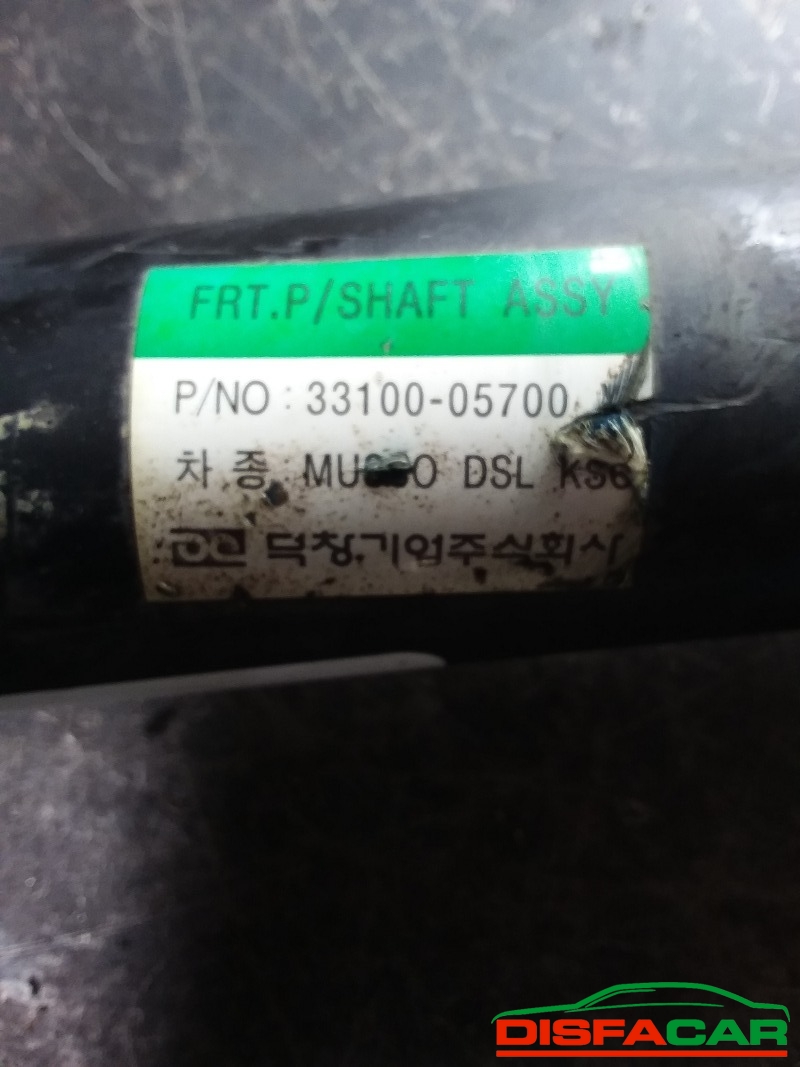 FRT.P/SHAFT ASSY
P/NO : 33100-05700
차 종 DSL
덕창기업주식회사
DISFACAR